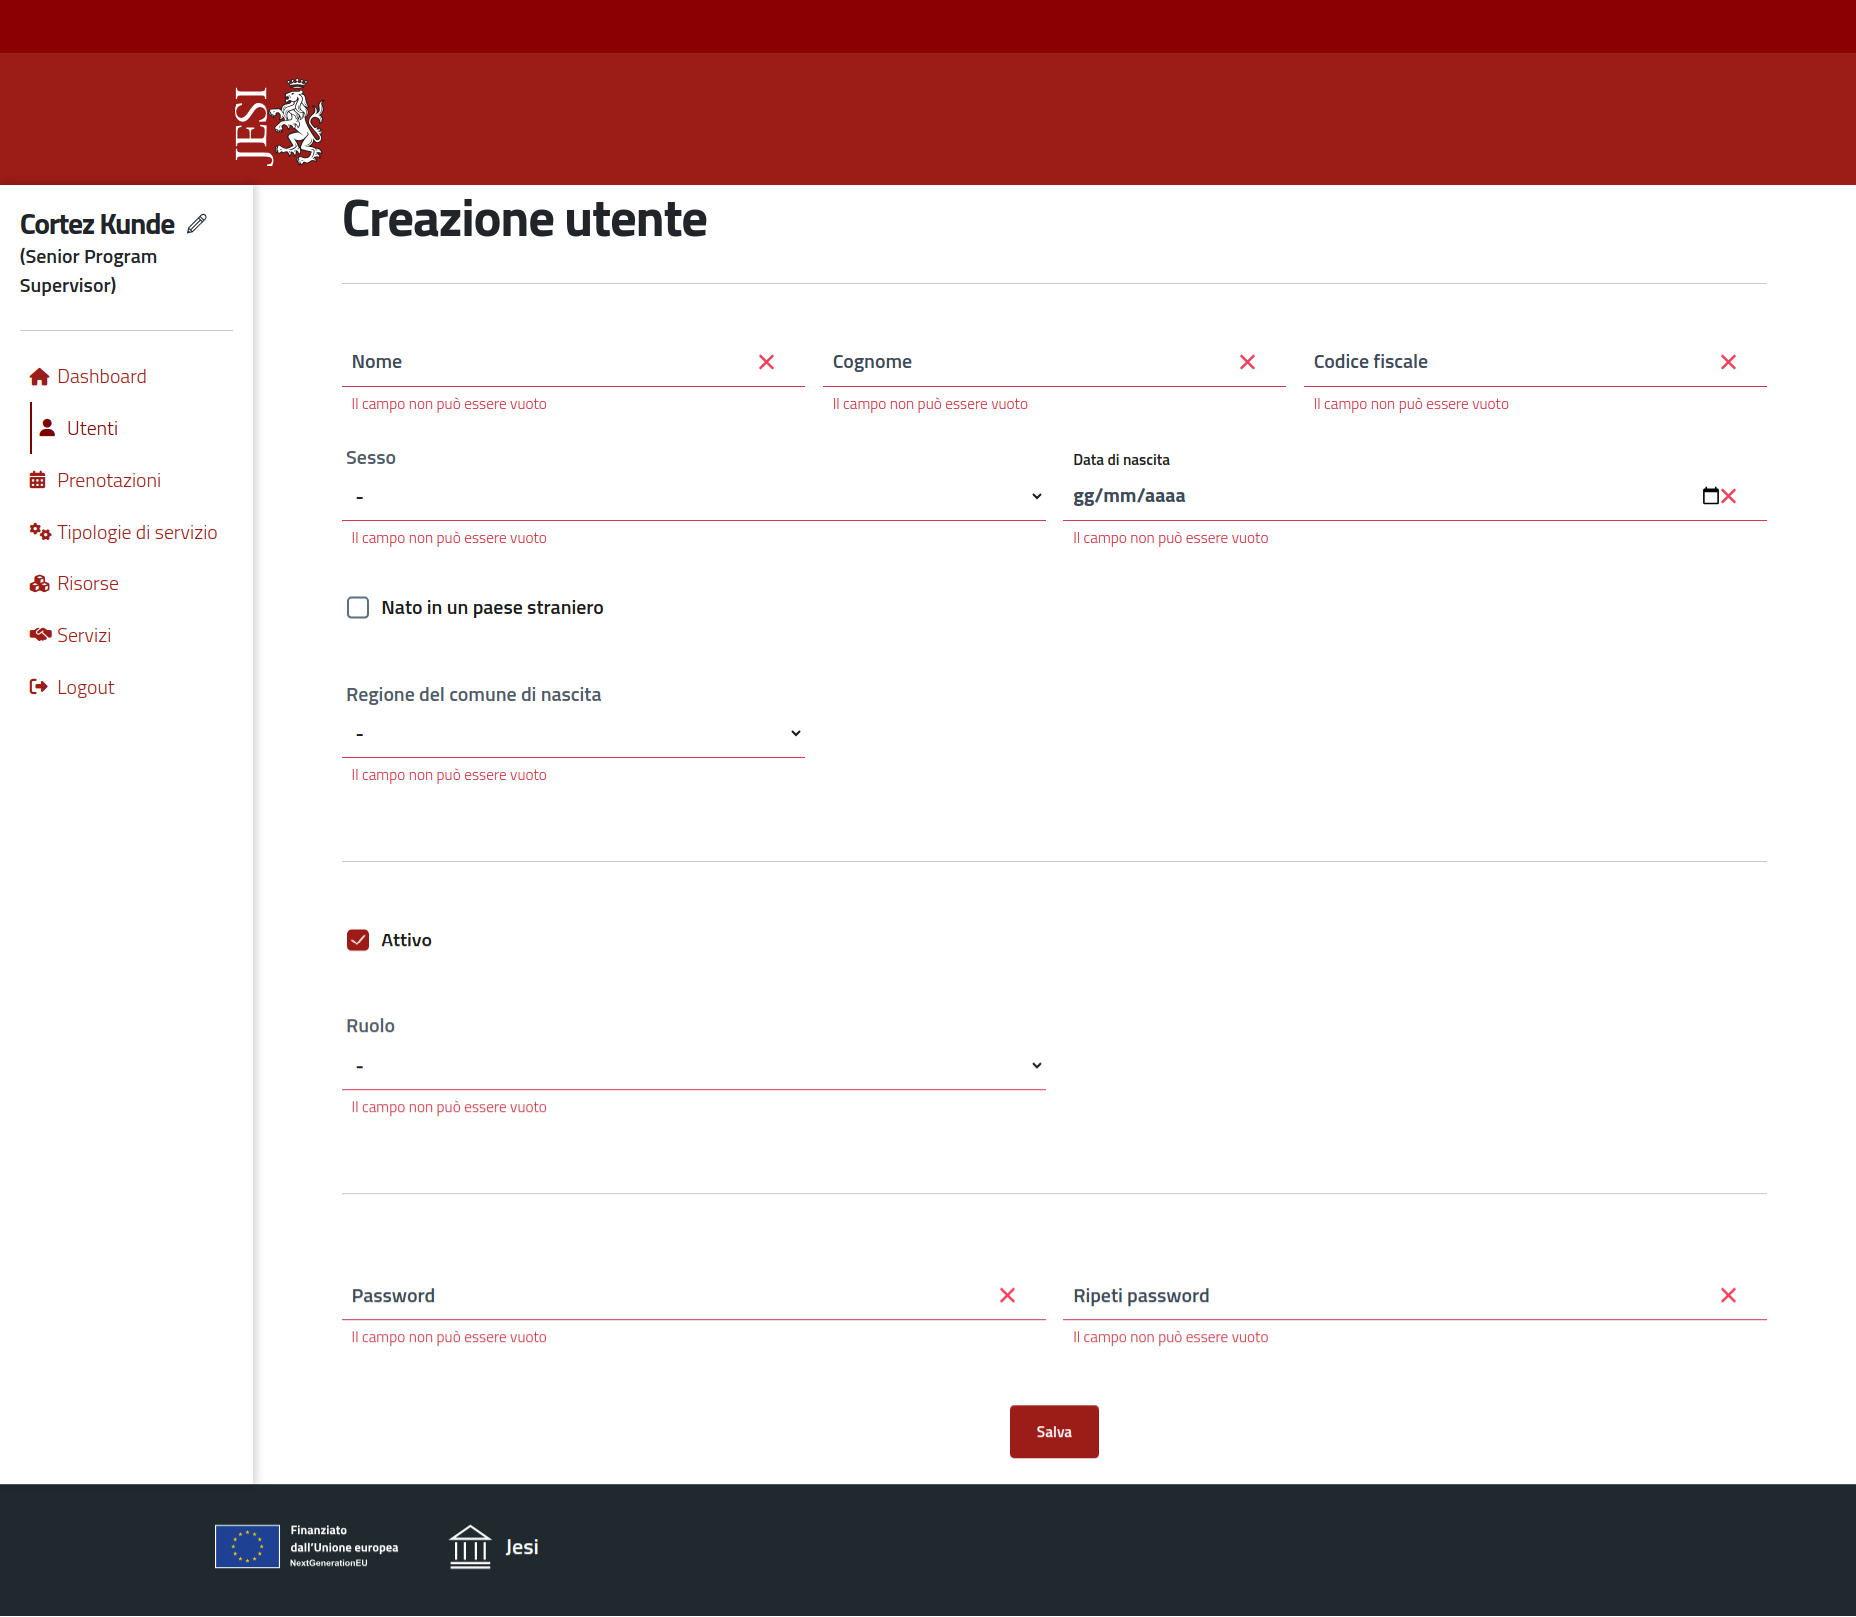 JESI
Cortez Kunde
(Senior Program
Supervisor)
Dashboard
Utenti
Prenotazioni
Tipologie di servizio
Risorse
Servizi
Logout
Creazione utente
Nome
Cognome
Codice fiscale
Il campo non può essere vuoto
Il campo non può essere vuoto
Il campo non può essere vuoto
Sesso
Data di nascita
-
gg/mm/aaaa
Il campo non può essere vuoto
Il campo non può essere vuoto
Nato in un paese straniero
Regione del comune di nascita
-
Il campo non può essere vuoto
Attivo
Ruolo
-
Il campo non può essere vuoto
Password
Ripeti password
Il campo non può essere vuoto
Il campo non può essere vuoto
Salva
Finanziato
dall'Unione europea
NextGenerationEU
Jesi